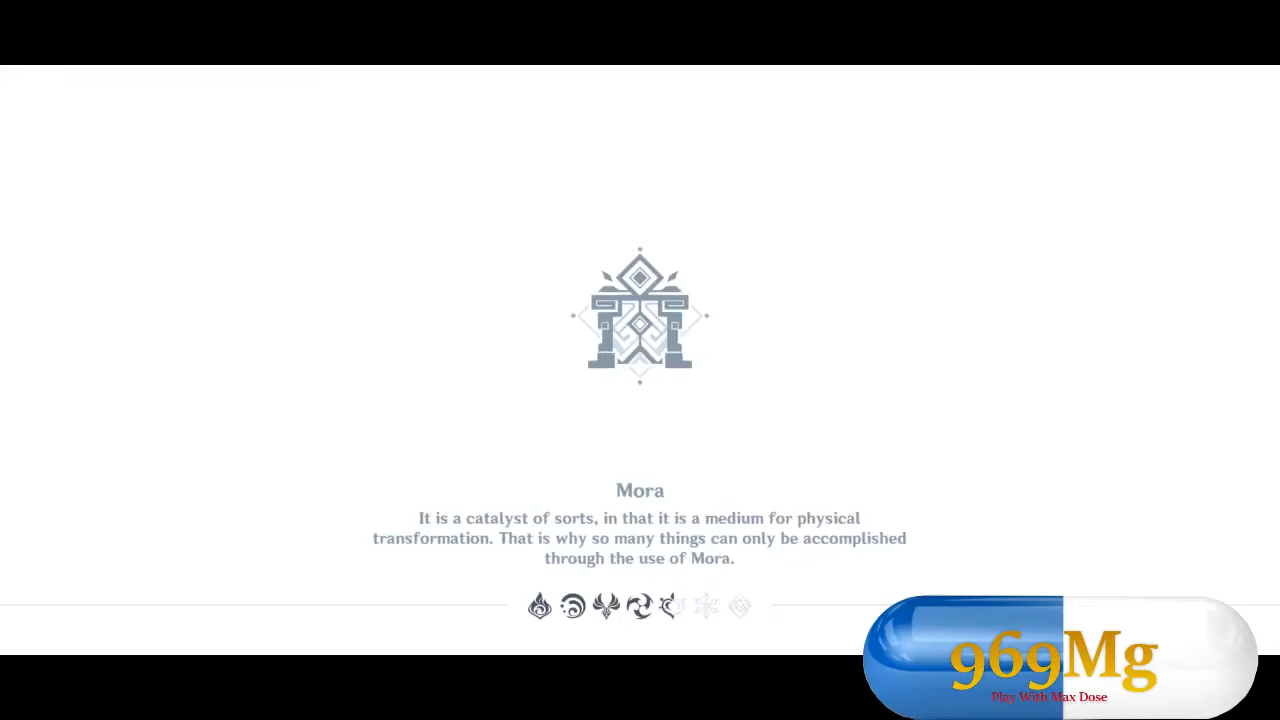 Mora
It is a catalyst of sorts, in that it is a medium for physical
transformation. That is why so many things can only be accomplished
through the use of Mora.
969Mg
Play With Max Dose